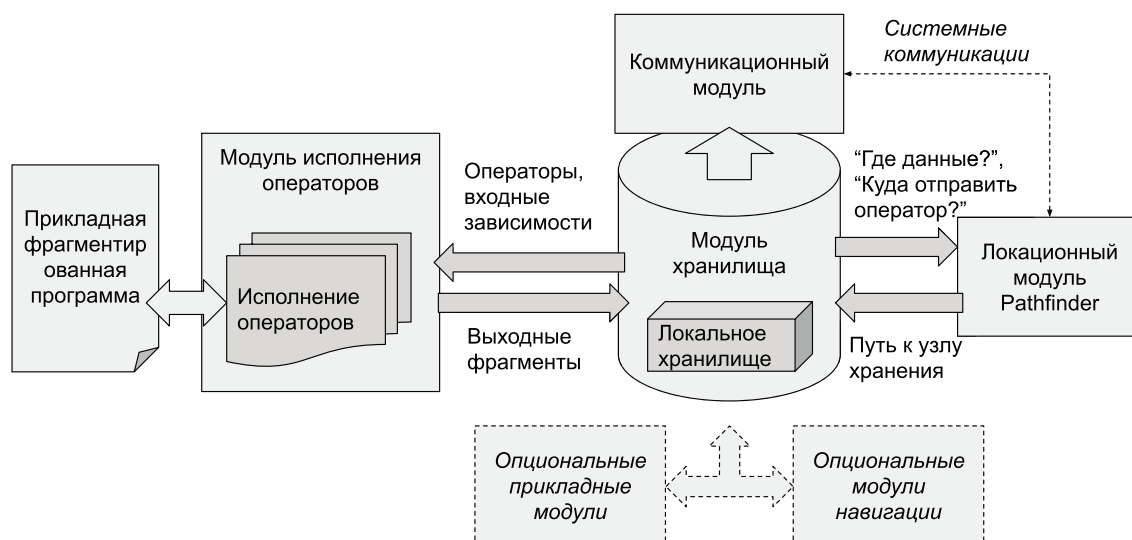 Системные
коммуникации
Коммуникационный
модуль
Модуль исполнения
операторов
Прикладная
фрагментир
ованная
программа
Исполнение
операторов
Операторы,
входные
зависимости
Выходные
фрагменты
Модуль
хранилища
Локальное
хранилище
“Где данные?”,
“Куда отправить
оператор?”
Локационный
модуль
Pathfinder
Путь к узлу
хранения
Опциональные
прикладные
модули
Опциональные
модули
навигации